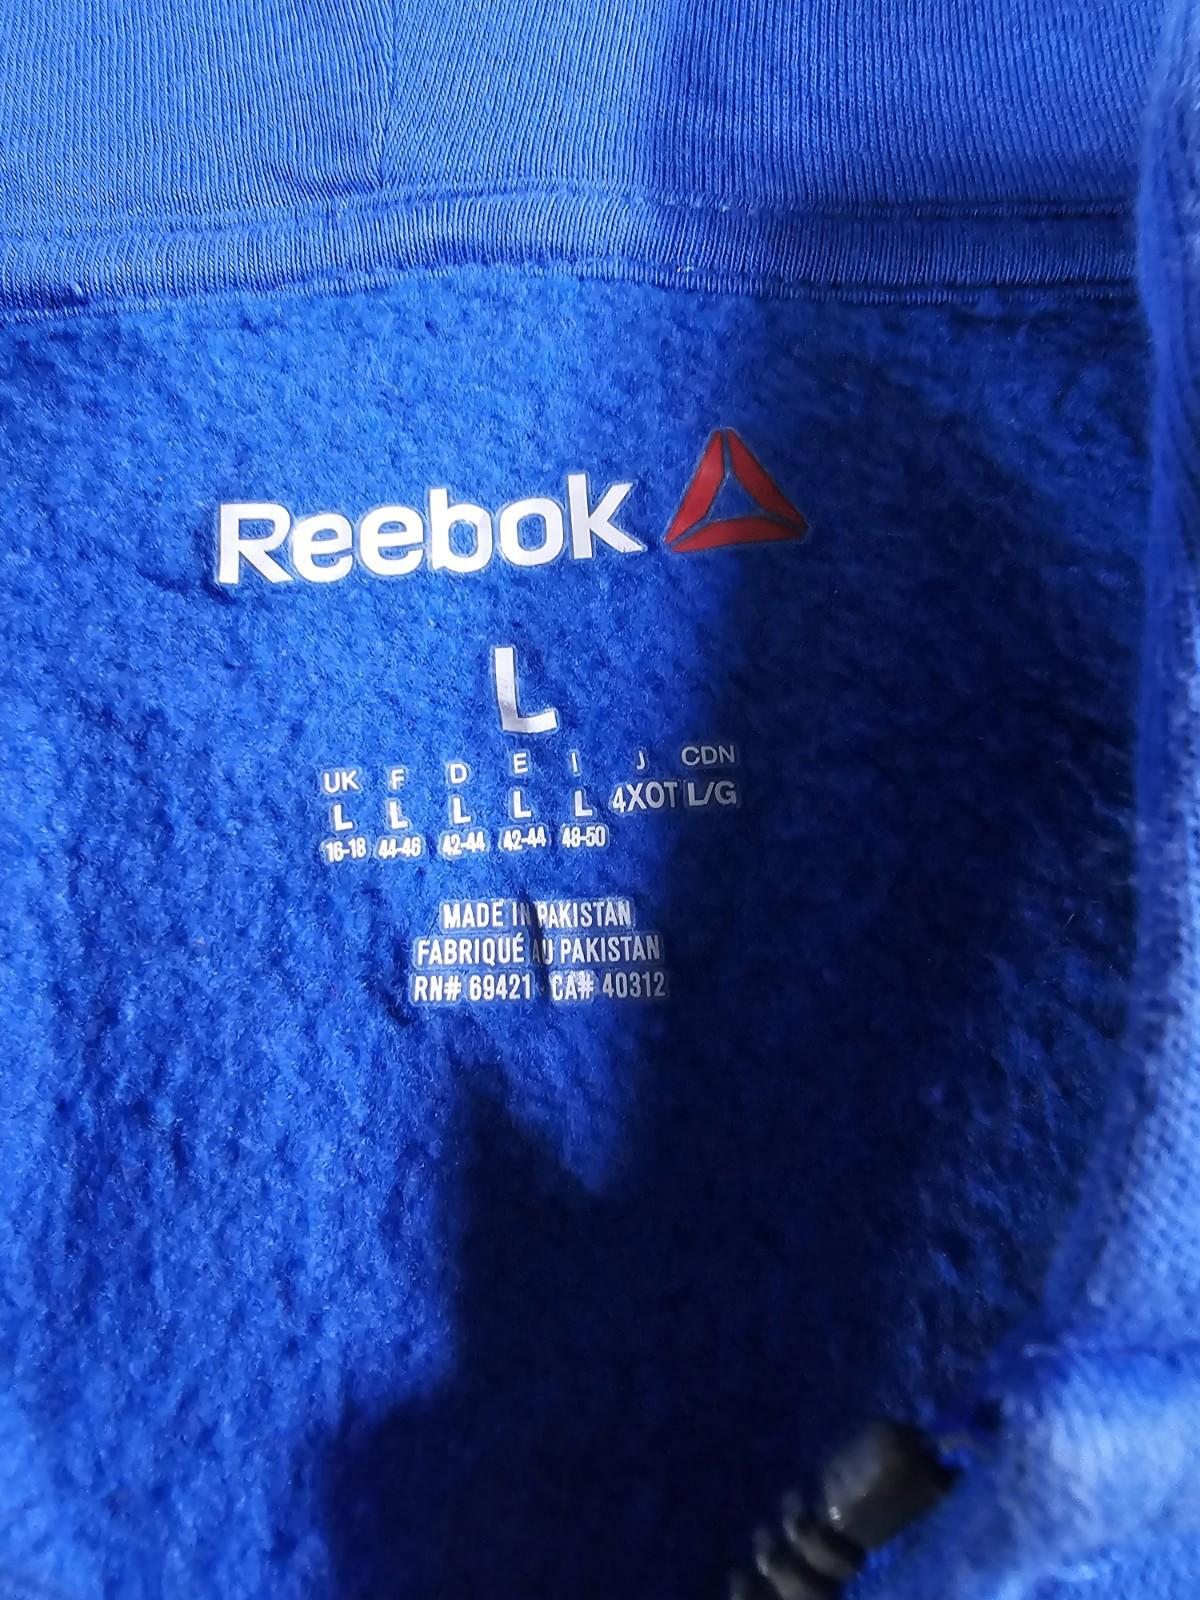 Reebok
L
UK F D E I J CDN
L L L L L 4XOT L/G
16-18 44-46 42-44 42-44 48-50
MADE IN PAKISTAN
FABRIQUÉ AU PAKISTAN
RN# 69421 CA# 40312